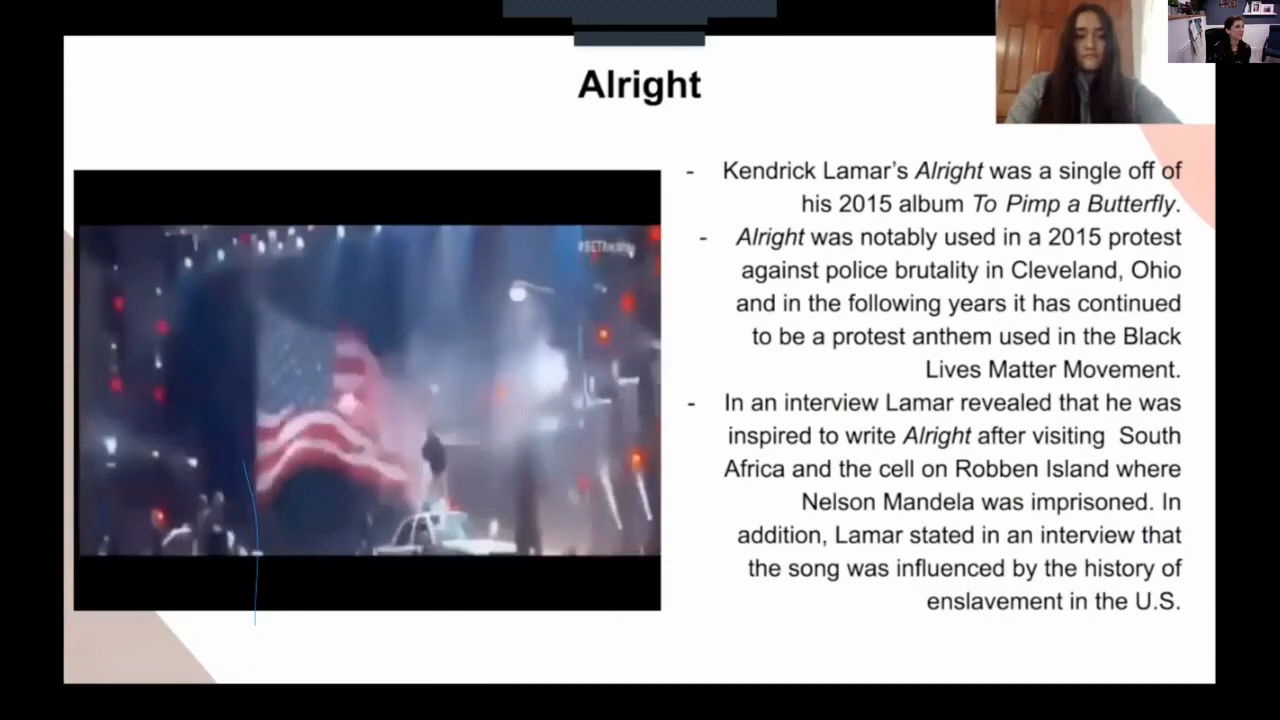 Alright
- Kendrick Lamar’s Alright was a single off of
his 2015 album To Pimp a Butterfly.
- Alright was notably used in a 2015 protest
against police brutality in Cleveland, Ohio
and in the following years it has continued
to be a protest anthem used in the Black
Lives Matter Movement.
- In an interview Lamar revealed that he was
inspired to write Alright after visiting South
Africa and the cell on Robben Island where
Nelson Mandela was imprisoned. In
addition, Lamar stated in an interview that
the song was influenced by the history of
enslavement in the U.S.